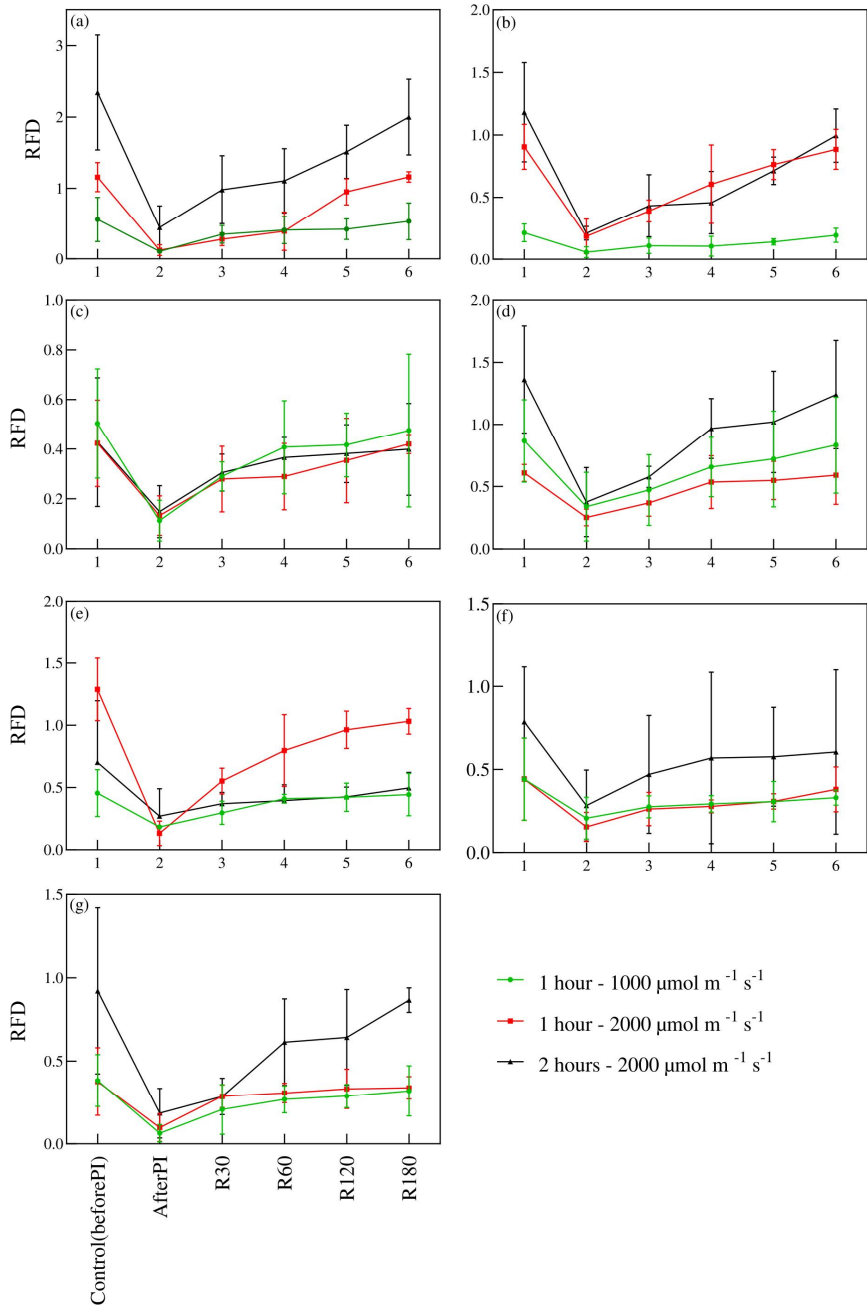 (a)
3
2
1
0
RFD
1 2 3 4 5 6
(b)
2.0
1.5
1.0
0.5
0.0
1 2 3 4 5 6
(c)
1.0
0.8
0.6
0.4
0.2
0.0
RFD
1 2 3 4 5 6
(d)
2.0
1.5
1.0
0.5
0.0
1 2 3 4 5 6
(e)
2.0
1.5
1.0
0.5
0.0
RFD
1 2 3 4 5 6
(f)
1.5
1.0
0.5
0.0
1 2 3 4 5 6
(g)
1.5
1.0
0.5
0.0
RFD
Control(beforePI)
AfterPI
R30
R60
R120
R180
1 hour - 1000 μmol m -1 s-1
1 hour - 2000 μmol m -1 s-1
2 hours - 2000 μmol m -1 s-1